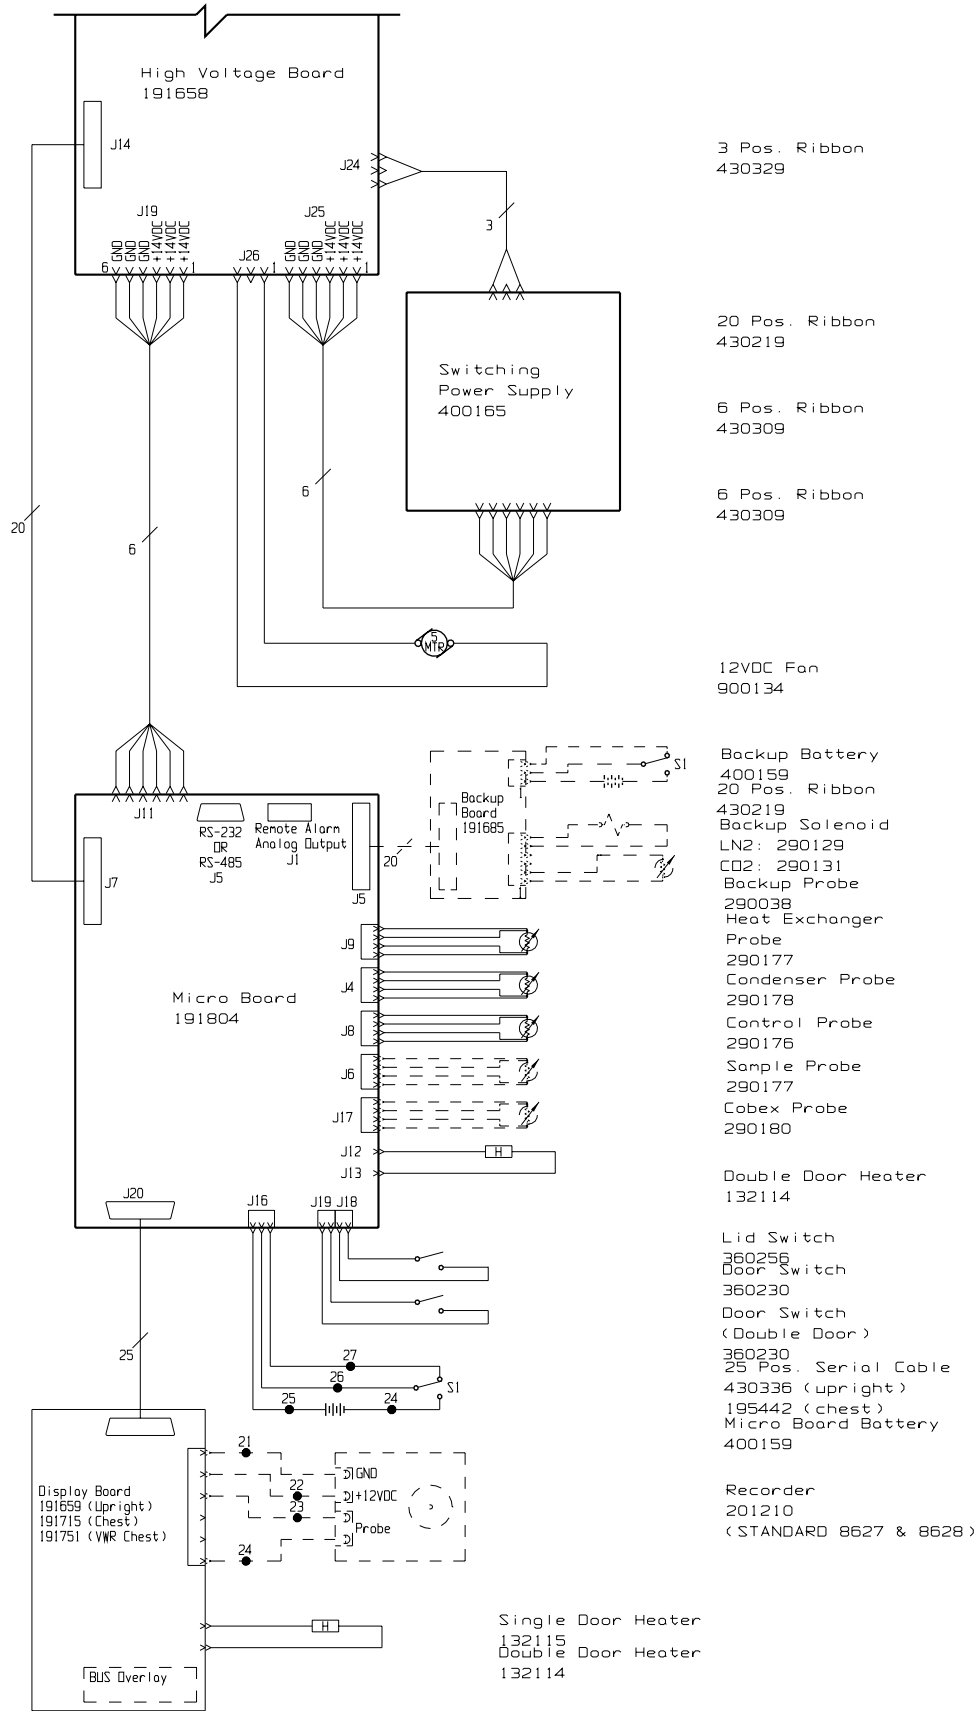 High Voltage Board
191658
J14
J24
3 Pos. Ribbon
430329
J19
J25
GND
GND
GND
+14VDC
+14VDC
+14VDC
GND
GND
GND
+14VDC
+14VDC
+14VDC
J26
6
1
1
1
3
20 Pos. Ribbon
430219
Switching
Power Supply
400165
6 Pos. Ribbon
430309
6 Pos. Ribbon
430309
6
20
6
5
MTR
12VDC Fan
900134
Backup Battery
400159
S1
20 Pos. Ribbon
430219
Backup
Board
191685
1
1
J11
RS-232
OR
RS-485
J5
Remote Alarm
Analog Output
J1
20
Backup Solenoid
LN2: 290129
CO2: 290131
Backup Probe
290038
J7
J5
Heat Exchanger
Probe
290177
J9
Condenser Probe
290178
J4
Micro Board
191804
Control Probe
290176
J8
Sample Probe
290177
J6
Cobex Probe
290180
J17
J12
H
J13
Double Door Heater
132114
J20
J16
J19
J18
Lid Switch
360256
Door Switch
360230
Door Switch
(Double Door)
360230
25
27
26
S1
25
24
25 Pos. Serial Cable
430336 (upright)
195442 (chest)
Micro Board Battery
400159
21
GND
22
+12VDC
23
Probe
24
Display Board
191659 (Upright)
191715 (Chest)
191751 (VWR Chest)
Recorder
201210
(STANDARD 8627 & 8628)
H
Single Door Heater
132115
Double Door Heater
132114
BUS Overlay